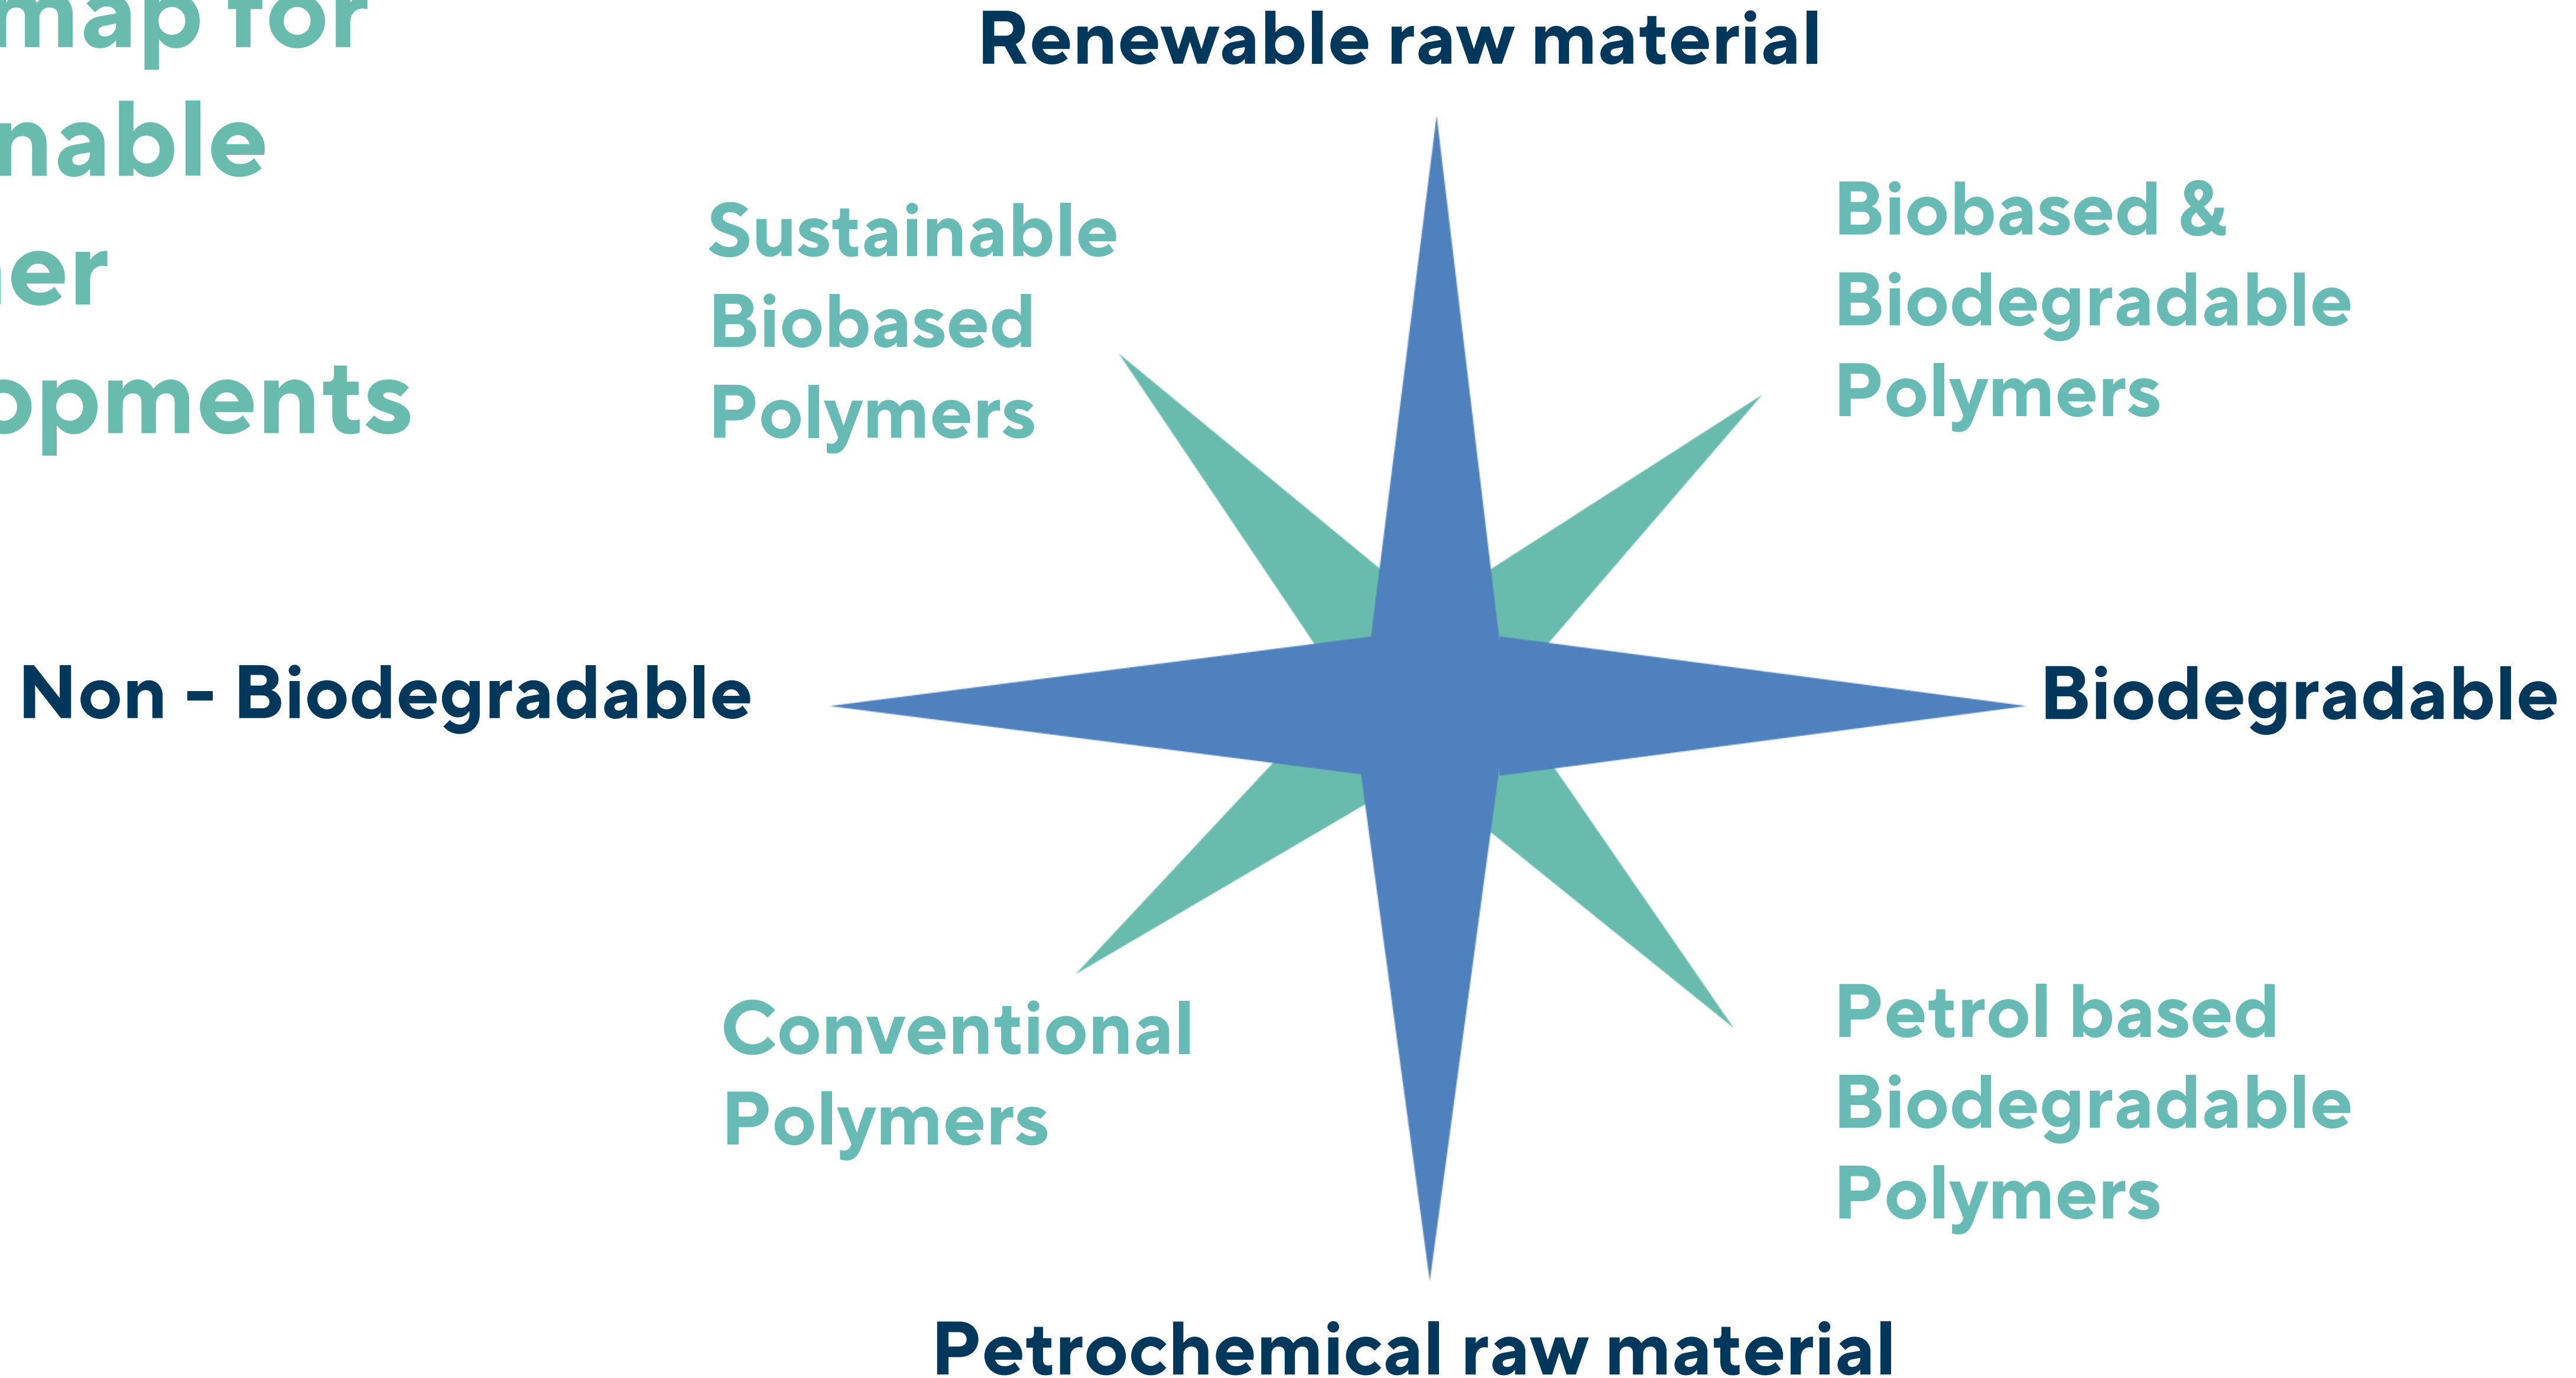 map for
nable
er
opments
Renewable raw material
Sustainable
Biobased
Polymers
Biobased &
Biodegradable
Polymers
Non - Biodegradable
Biodegradable
Conventional
Polymers
Petrol based
Biodegradable
Polymers
Petrochemical raw material